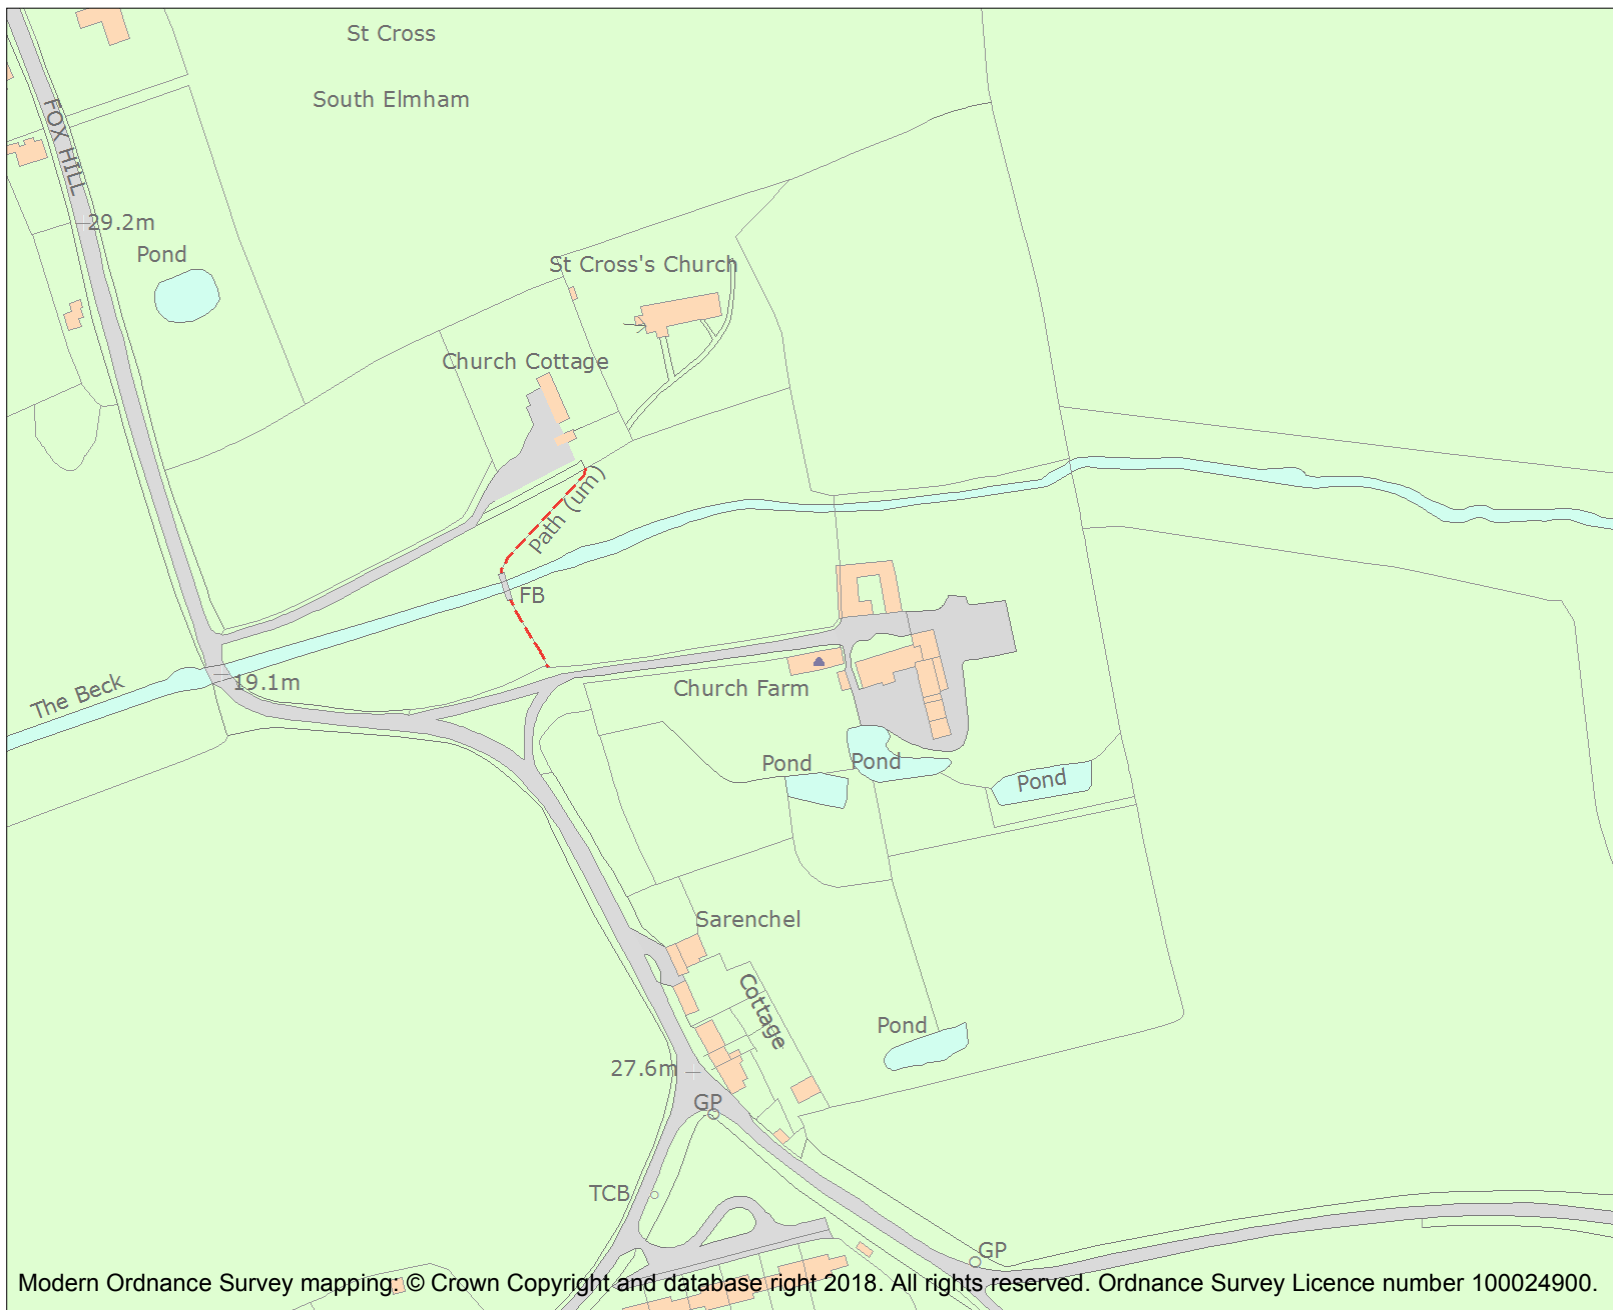 St Cross
South Elmham
FOX HILL
29.2m
Pond
St Cross's Church
Church Cottage
Path (um)
FB
The Beck
19.1m
Church Farm
Pond
Pond
Pond
Sarenchel
Cottage
Pond
27.6m
GP
TCB
GP
Modern Ordnance Survey mapping: © Crown Copyright and database right 2018. All rights reserved. Ordnance Survey Licence number 100024900.